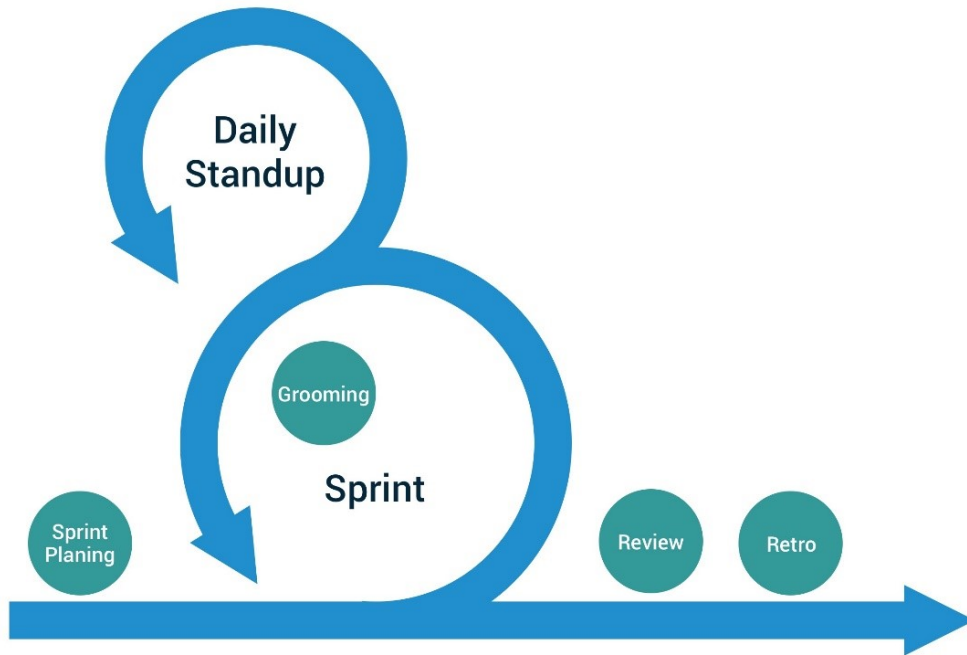 Daily
Standup
Grooming
Sprint
Sprint
Planing
Review
Retro